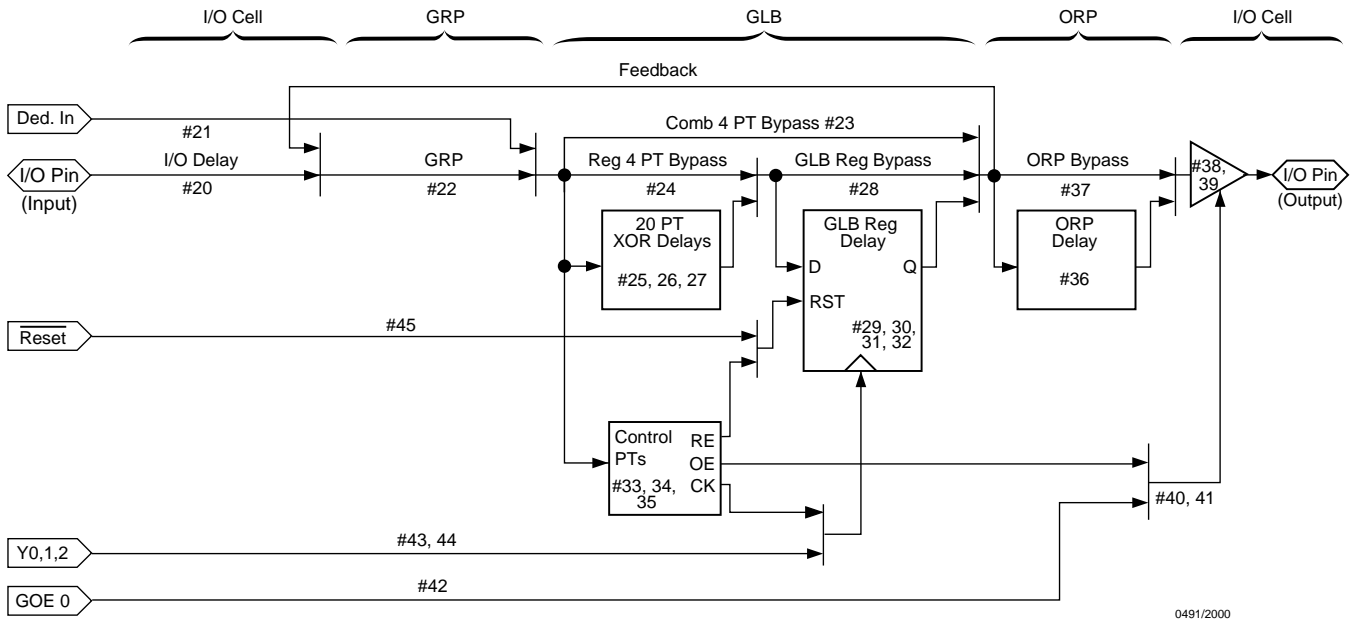 I/O Cell
GRP
GLB
ORP
I/O Cell
Feedback
Ded. In
#21
Comb 4 PT Bypass #23
I/O Pin
(Input)
I/O Delay
#20
GRP
#22
Reg 4 PT Bypass
#24
GLB Reg Bypass
#28
ORP Bypass
#37
#38,
39
I/O Pin
(Output)
20 PT
XOR Delays
#25, 26, 27
GLB Reg
Delay
D
Q
RST
#29, 30,
31, 32
ORP
Delay
#36
Reset
#45
Control
PTs
#33, 34,
35
RE
OE
CK
#40, 41
Y0,1,2
#43, 44
GOE 0
#42
0491/2000